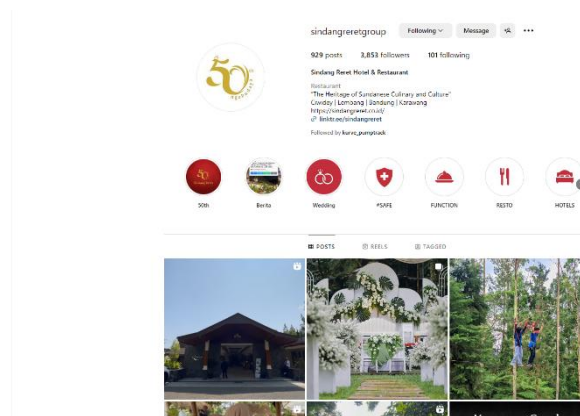 sindangreretgroup Following Message
929 posts 3,853 followers 101 following
Sindang Reret Hotel & Restaurant
Restaurant
"The Heritage of Sundanese Culinary and Culture"
Ciwidey | Lembang | Bandung | Karawang
https://sindangreret.co.id/
linktr.ee/sindangreret
Followed by kurve_pumptrack
50
50th Berita Wedding #SAFE FUNCTION RESTO HOTELS
POSTS REELS TAGGED